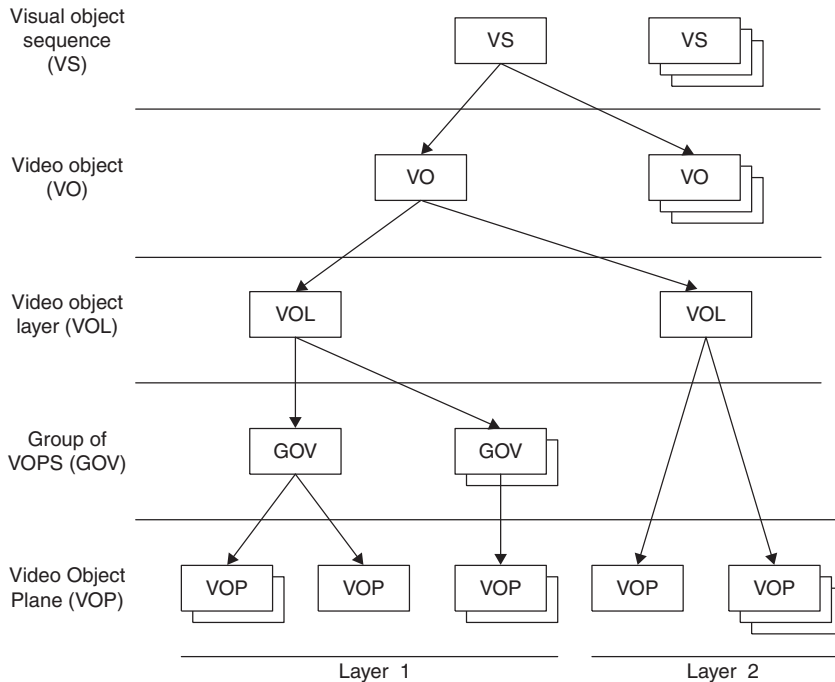 Visual object
sequence
(VS)
VS
VS
Video object
(VO)
VO
VO
Video object
layer (VOL)
VOL
VOL
Group of
VOPS (GOV)
GOV
GOV
Video Object
Plane (VOP)
VOP
VOP
VOP
VOP
VOP
Layer 1
Layer 2